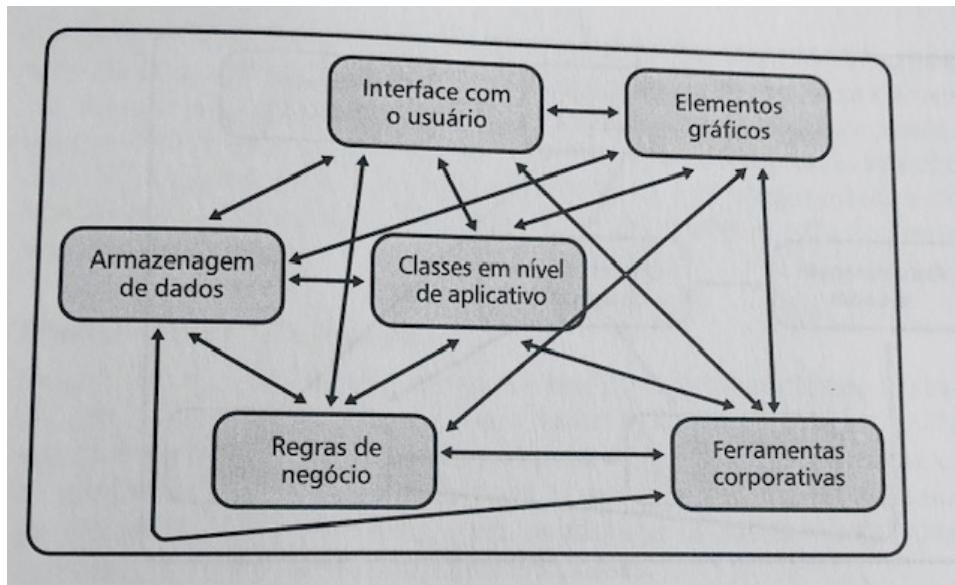 Interface com
o usuário
Elementos
gráficos
Armazenagem
de dados
Classes em nível
de aplicativo
Regras de
negócio
Ferramentas
corporativas